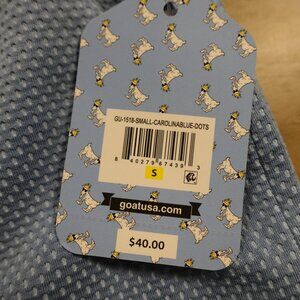 GU-1518-SMALL-CAROLINABLUE-DOTS
8 40279 67439 3
S
goatusa.com
$40.00